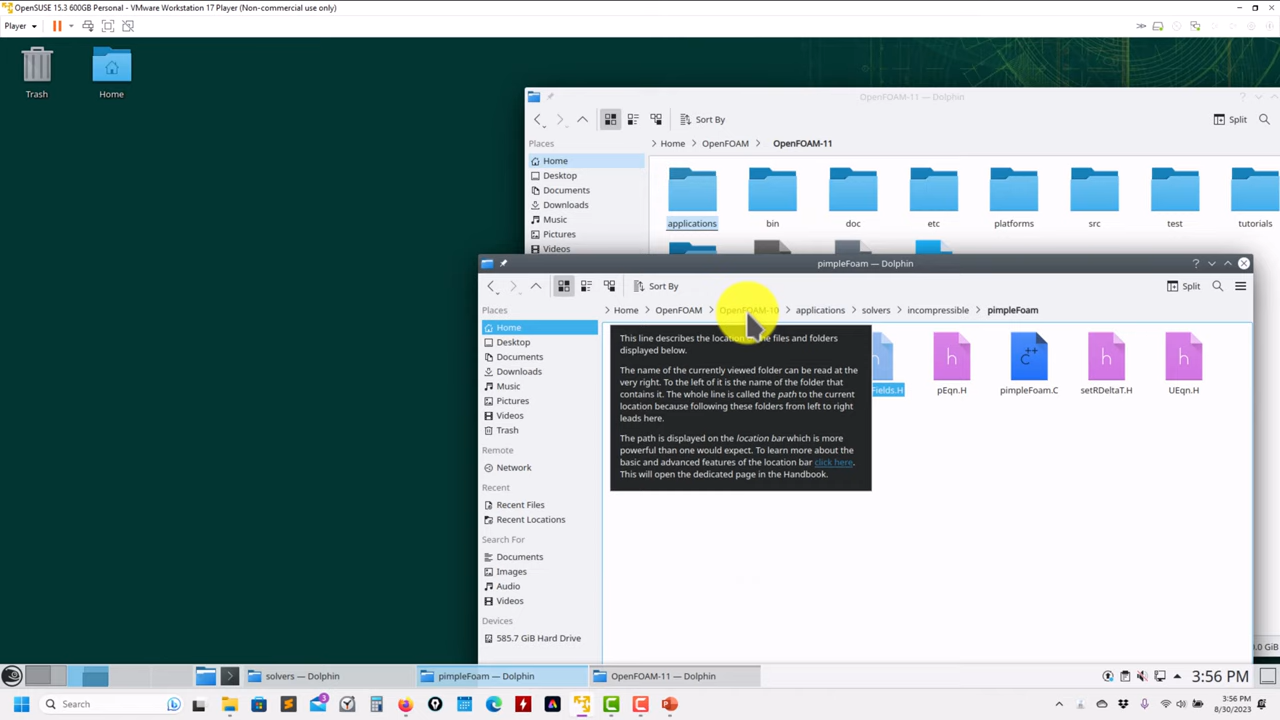 OpenSUSE 15.3 600GB Personal - VMware Workstation 17 Player (Non-commercial use only)
Player
Trash
Home
OpenFOAM-11 — Dolphin
Sort By
Split
Places
Home
OpenFOAM
OpenFOAM-11
Home
Desktop
Documents
Downloads
Music
Pictures
Videos
applications
bin
doc
etc
platforms
src
test
tutorials
pimpleFoam — Dolphin
Sort By
Split
Places
Home
OpenFOAM
OpenFOAM-10
applications
solvers
incompressible
pimpleFoam
Home
Desktop
Documents
Downloads
Music
Pictures
Videos
Trash
Remote
Network
Recent
Recent Files
Recent Locations
Search For
Documents
Images
Audio
Videos
Devices
585.7 GiB Hard Drive
This line describes the location of the files and folders
displayed below.
The name of the currently viewed folder can be read at the
very right. To the left of it is the name of the folder that
contains it. The whole line is called the path to the current
location because following these folders from left to right
leads here.
The path is displayed on the location bar which is more
powerful than one would expect. To learn more about the
basic and advanced features of the location bar click here.
This will open the dedicated page in the Handbook.
Fields.H
pEqn.H
pimpleFoam.C
setRDeltaT.H
UEqn.H
solvers — Dolphin
pimpleFoam — Dolphin
OpenFOAM-11 — Dolphin
3:56 PM
Search
3
3:56 PM
8/30/2023